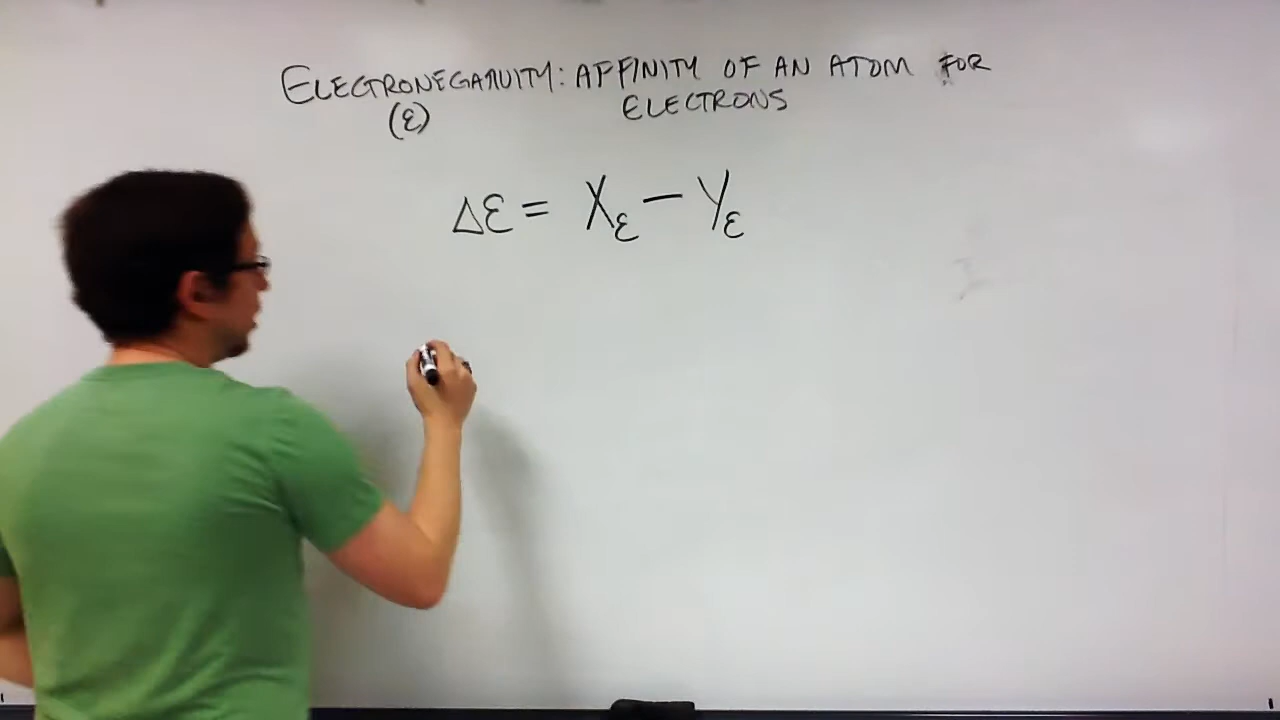 ELECTRONEGATIVITY: AFFINITY OF AN ATOM FOR
ELECTRONS
(ε)
Δε = Xε − Yε